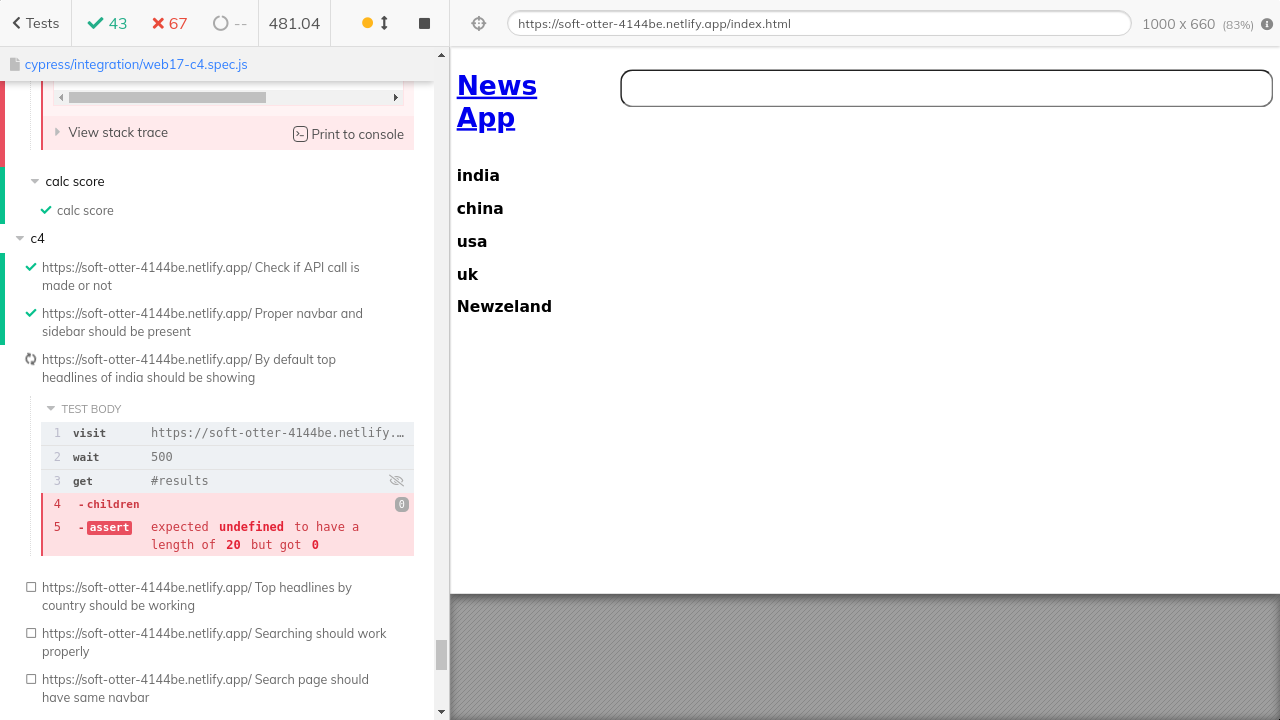 Tests
43
67
--
481.04
https://soft-otter-4144be.netlify.app/index.html
1000 x 660 (83%)
cypress/integration/web17-c4.spec.js
View stack trace
Print to console
calc score
calc score
c4
https://soft-otter-4144be.netlify.app/ Check if API call is
made or not
https://soft-otter-4144be.netlify.app/ Proper navbar and
sidebar should be present
https://soft-otter-4144be.netlify.app/ By default top
headlines of india should be showing
TEST BODY
1 visit https://soft-otter-4144be.netlify.…
2 wait 500
3 get #results
4 -children 0
5 -assert expected undefined to have a
length of 20 but got 0
https://soft-otter-4144be.netlify.app/ Top headlines by
country should be working
https://soft-otter-4144be.netlify.app/ Searching should work
properly
https://soft-otter-4144be.netlify.app/ Search page should
have same navbar
News
App
india
china
usa
uk
Newzeland